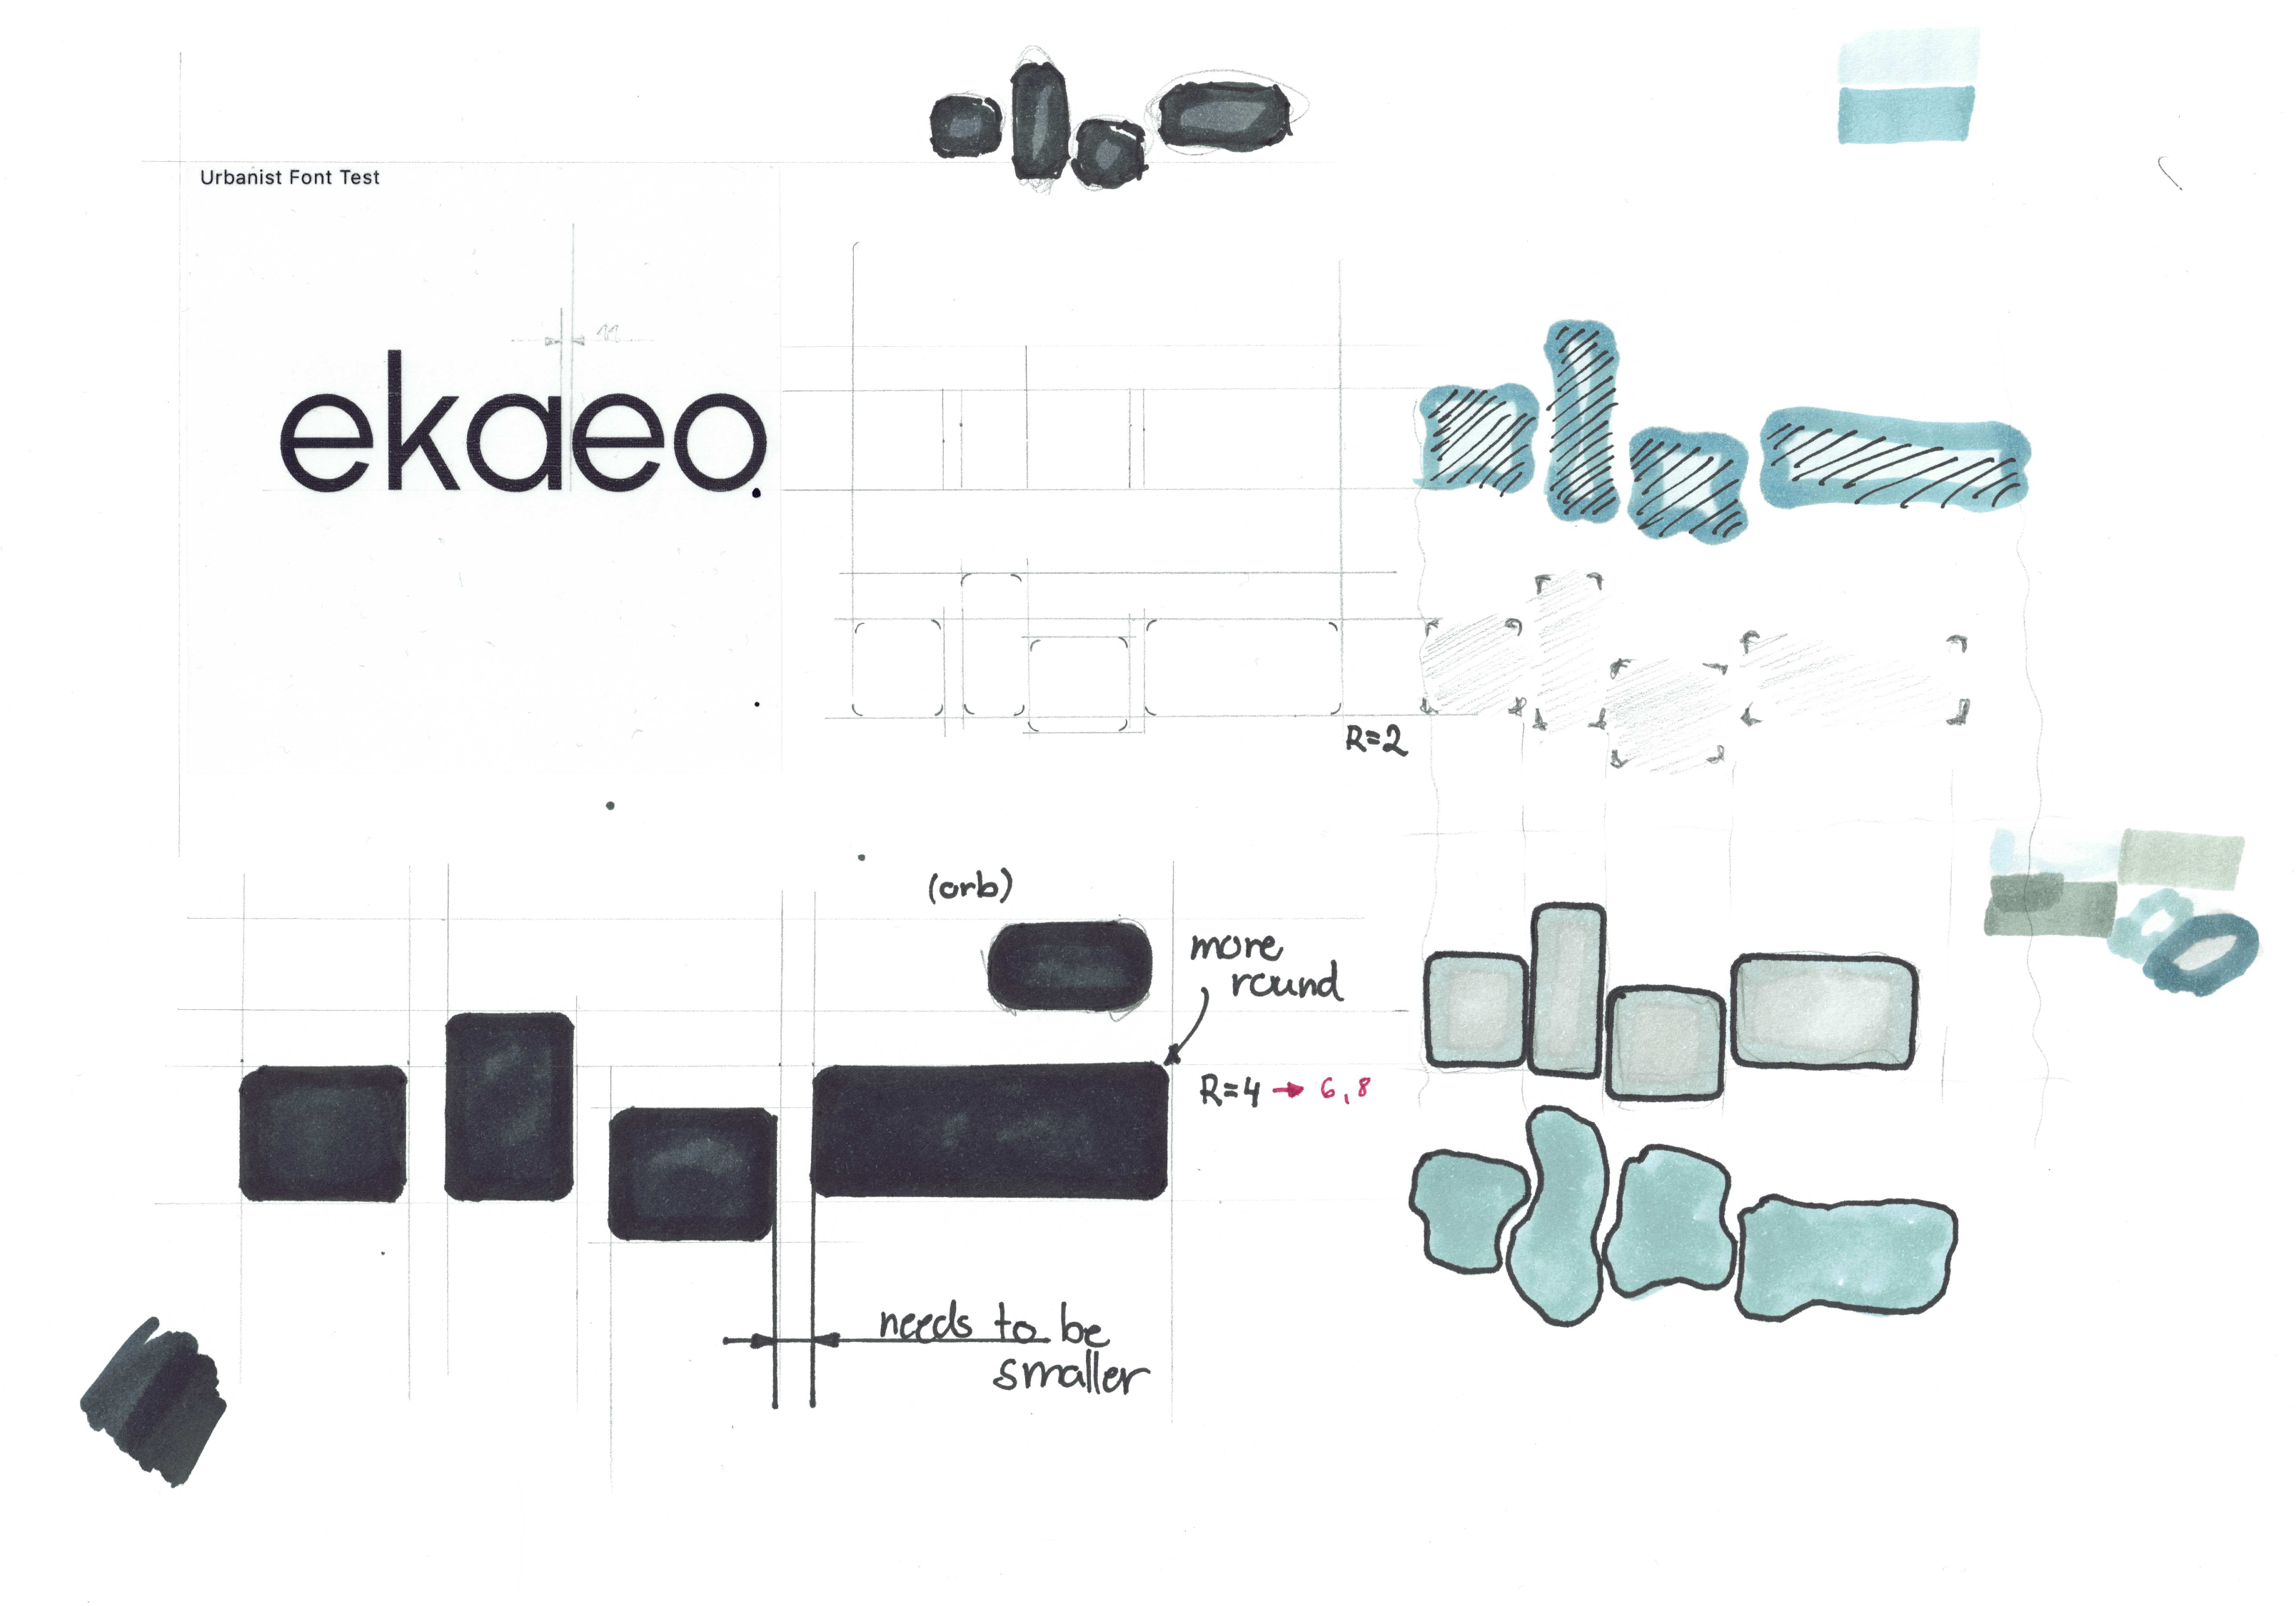 Urbanist Font Test
ekaeo
R=2
(orb)
more
round
R=4 → 6,8
needs to be
smaller